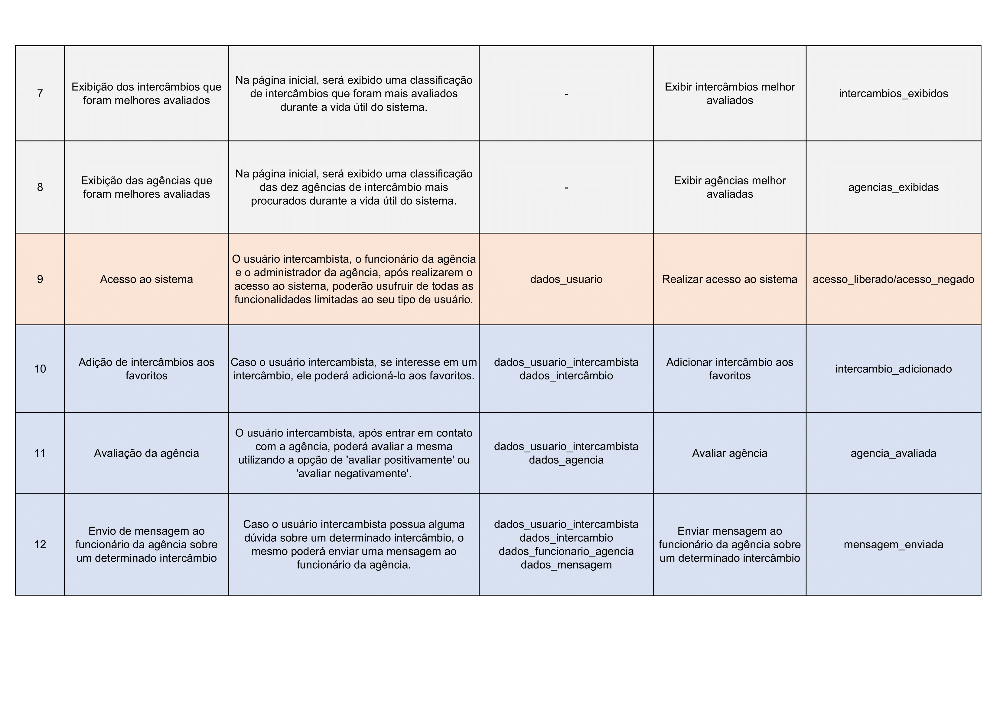 7
Exibição dos intercâmbios que
foram melhores avaliados
Na página inicial, será exibido uma classificação
de intercâmbios que foram mais avaliados
durante a vida útil do sistema.
-
Exibir intercâmbios melhor
avaliados
intercambios_exibidos
8
Exibição das agências que
foram melhores avaliadas
Na página inicial, será exibido uma classificação
das dez agências de intercâmbio mais
procurados durante a vida útil do sistema.
-
Exibir agências melhor
avaliadas
agencias_exibidas
9
Acesso ao sistema
O usuário intercambista, o funcionário da agência
e o administrador da agência, após realizarem o
acesso ao sistema, poderão usufruir de todas as
funcionalidades limitadas ao seu tipo de usuário.
dados_usuario
Realizar acesso ao sistema
acesso_liberado/acesso_negado
10
Adição de intercâmbios aos
favoritos
Caso o usuário intercambista, se interesse em um
intercâmbio, ele poderá adicioná-lo aos favoritos.
dados_usuario_intercambista
dados_intercâmbio
Adicionar intercâmbio aos
favoritos
intercambio_adicionado
11
Avaliação da agência
O usuário intercambista, após entrar em contato
com a agência, poderá avaliar a mesma
utilizando a opção de 'avaliar positivamente' ou
'avaliar negativamente'.
dados_usuario_intercambista
dados_agencia
Avaliar agência
agencia_avaliada
12
Envio de mensagem ao
funcionário da agência sobre
um determinado intercâmbio
Caso o usuário intercambista possua alguma
dúvida sobre um determinado intercâmbio, o
mesmo poderá enviar uma mensagem ao
funcionário da agência.
dados_usuario_intercambista
dados_intercambio
dados_funcionario_agencia
dados_mensagem
Enviar mensagem ao
funcionário da agência sobre
um determinado intercâmbio
mensagem_enviada